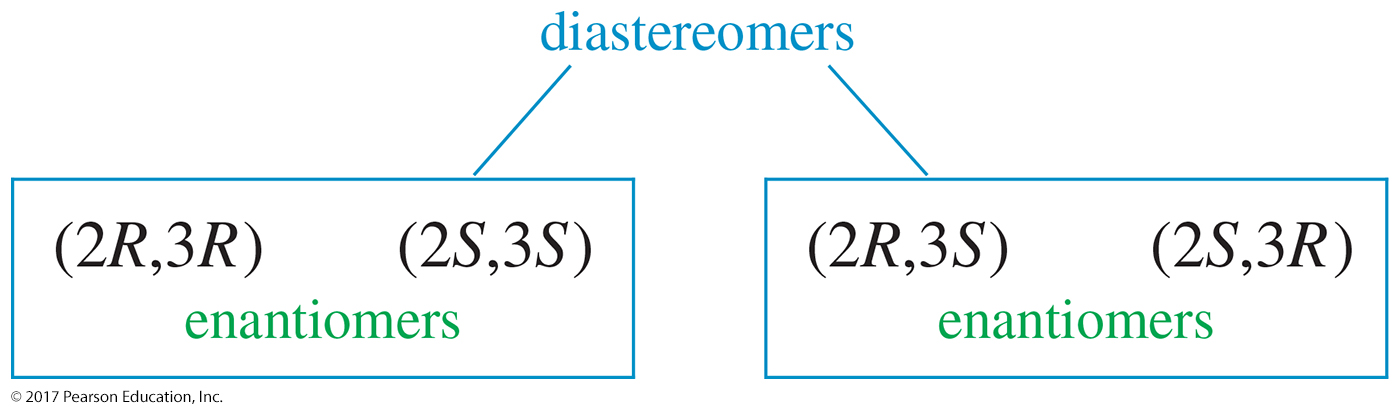 diastereomers
(2R,3R) (2S,3S) (2R,3S) (2S,3R)
enantiomers enantiomers
© 2017 Pearson Education, Inc.